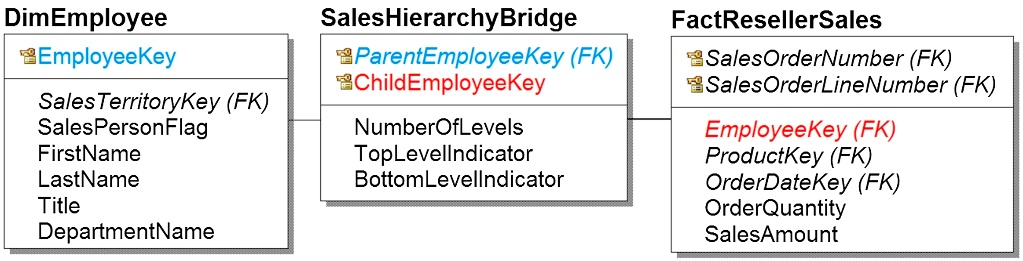 DimEmployee
EmployeeKey
SalesTerritoryKey (FK)
SalesPersonFlag
FirstName
LastName
Title
DepartmentName
SalesHierarchyBridge
ParentEmployeeKey (FK)
ChildEmployeeKey
NumberOfLevels
TopLevelIndicator
BottomLevelIndicator
FactResellerSales
SalesOrderNumber (FK)
SalesOrderLineNumber (FK)
EmployeeKey (FK)
ProductKey (FK)
OrderDateKey (FK)
OrderQuantity
SalesAmount